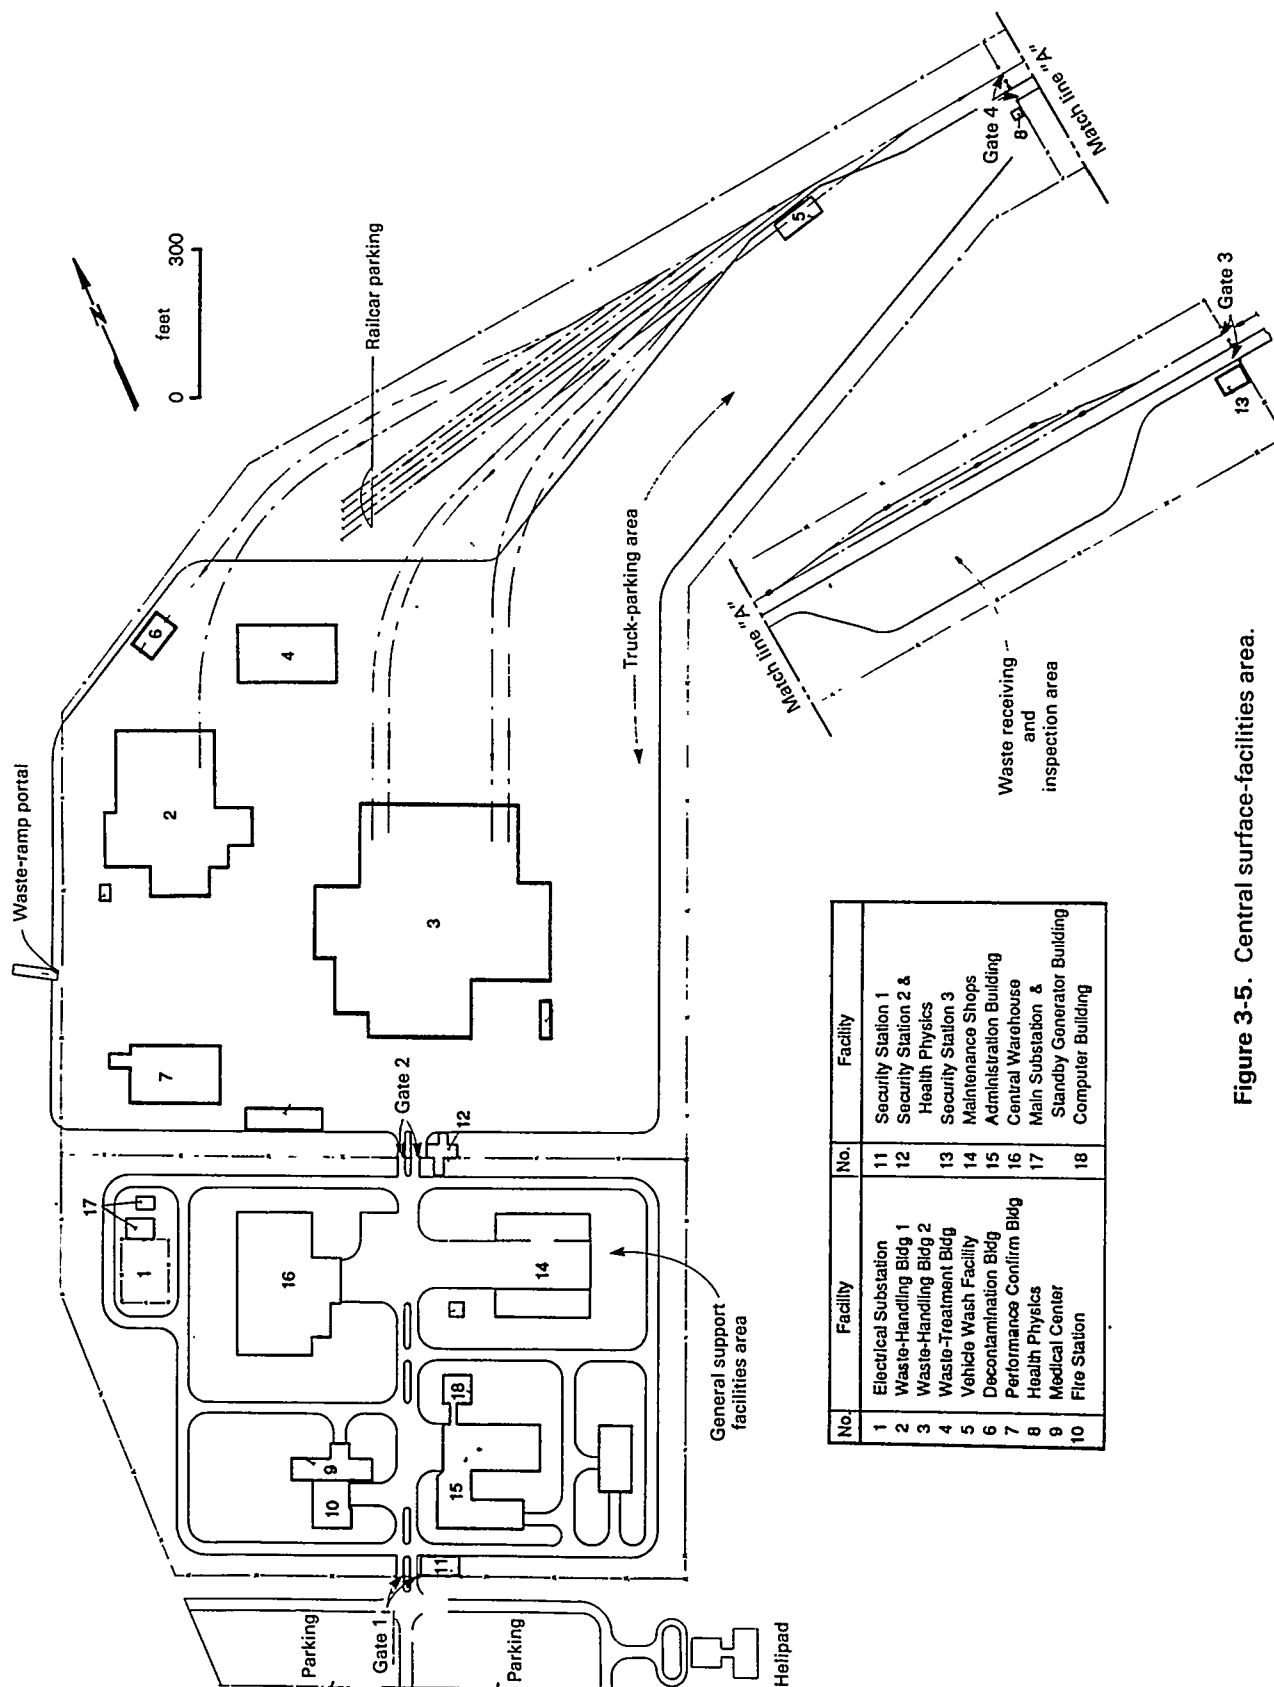 Waste-ramp portal
N
feet
0 300
Railcar parking
Truck-parking area
Gate 4
8
Match line "A"
5
6
4
2
3
7
Gate 2
12
17
1
16
14
General support
facilities area
18
9
10
15
11
Gate 1
Parking
Parking
Helipad
Match line "A"
Waste receiving
and
inspection area
Gate 3
13
No. Facility No. Facility
1 Electrical Substation 11 Security Station 1
2 Waste-Handling Bldg 1 12 Security Station 2 &
3 Waste-Handling Bldg 2 Health Physics
4 Waste-Treatment Bldg 13 Security Station 3
5 Vehicle Wash Facility 14 Maintenance Shops
6 Decontamination Bldg 15 Administration Building
7 Performance Confirm Bldg 16 Central Warehouse
8 Health Physics 17 Main Substation &
9 Medical Center Standby Generator Building
10 Fire Station 18 Computer Building
Figure 3-5. Central surface-facilities area.